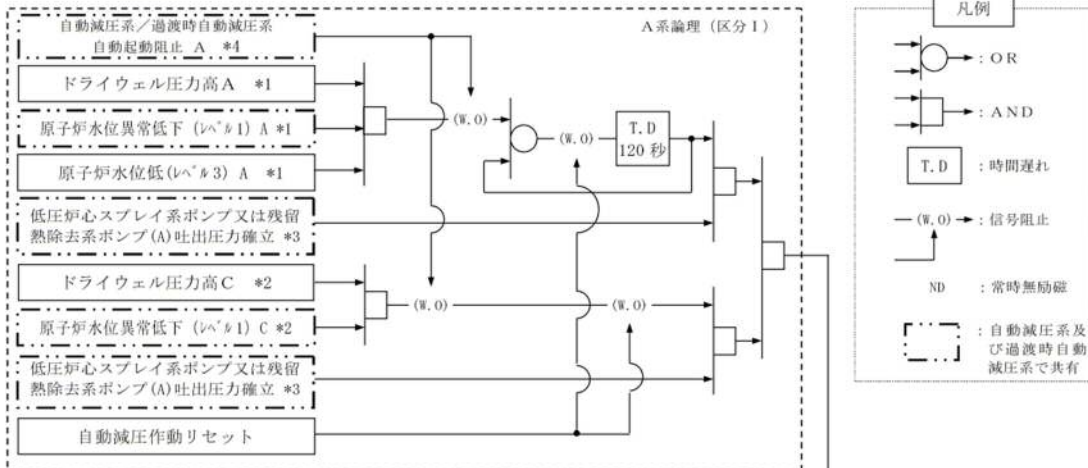 A系論理（区分Ⅰ）
自動減圧系／過渡時自動減圧系
自動起動阻止 A *4
ドライウェル圧力高A *1
原子炉水位異常低下（ﾚﾍﾞﾙ1）A *1
原子炉水位低(ﾚﾍﾞﾙ3) A *1
低圧炉心スプレイ系ポンプ又は残留
熱除去系ポンプ(A)吐出圧力確立 *3
ドライウェル圧力高C *2
原子炉水位異常低下（ﾚﾍﾞﾙ1）C *2
低圧炉心スプレイ系ポンプ又は残留
熱除去系ポンプ(A)吐出圧力確立 *3
自動減圧作動リセット
(W.O)
(W.O)
T.D
120 秒
(W.O)
(W.O)
凡例
：OR
：AND
T.D ：時間遅れ
(W.O) ：信号阻止
ND ：常時無励磁
：自動減圧系及
び過渡時自動
減圧系で共有